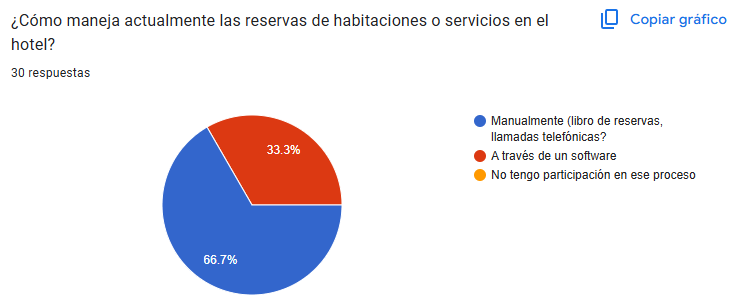 ¿Cómo maneja actualmente las reservas de habitaciones o servicios en el
hotel?
Copiar gráfico
30 respuestas
Manualmente (libro de reservas,
llamadas telefónicas?
A través de un software
No tengo participación en ese proceso
33.3%
66.7%